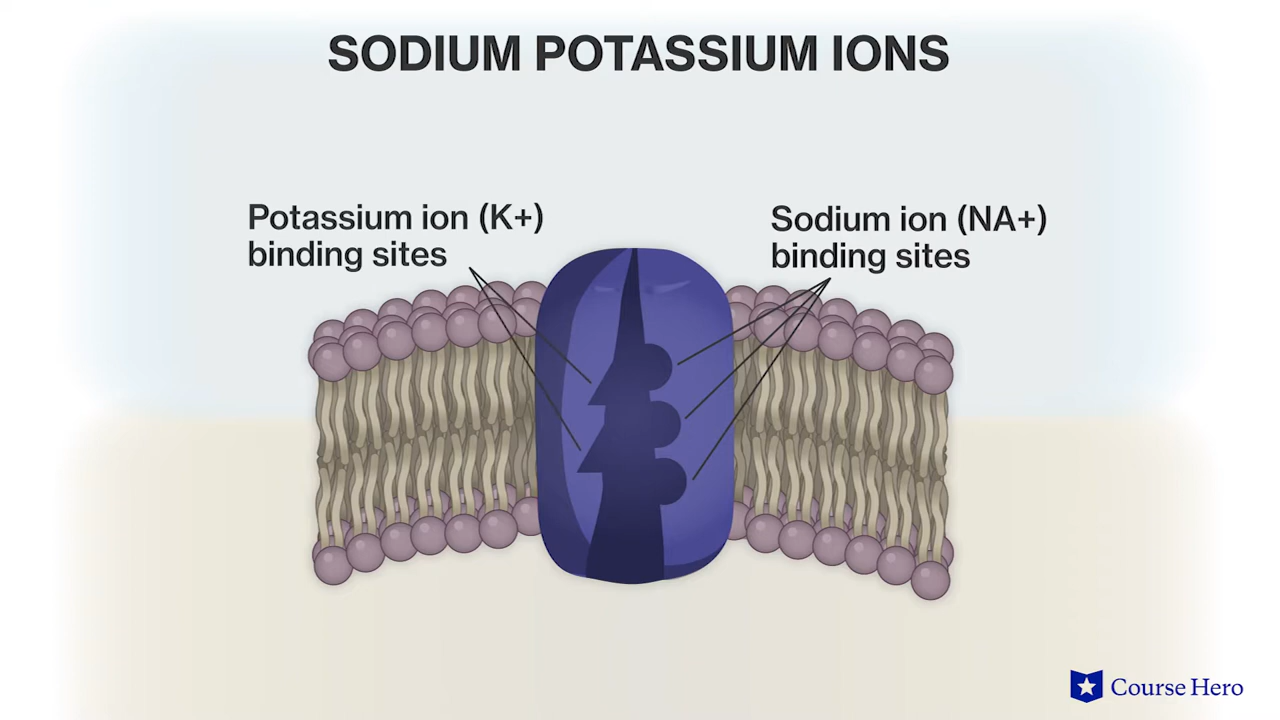 SODIUM POTASSIUM IONS
Potassium ion (K+)
binding sites
Sodium ion (NA+)
binding sites
Course Hero